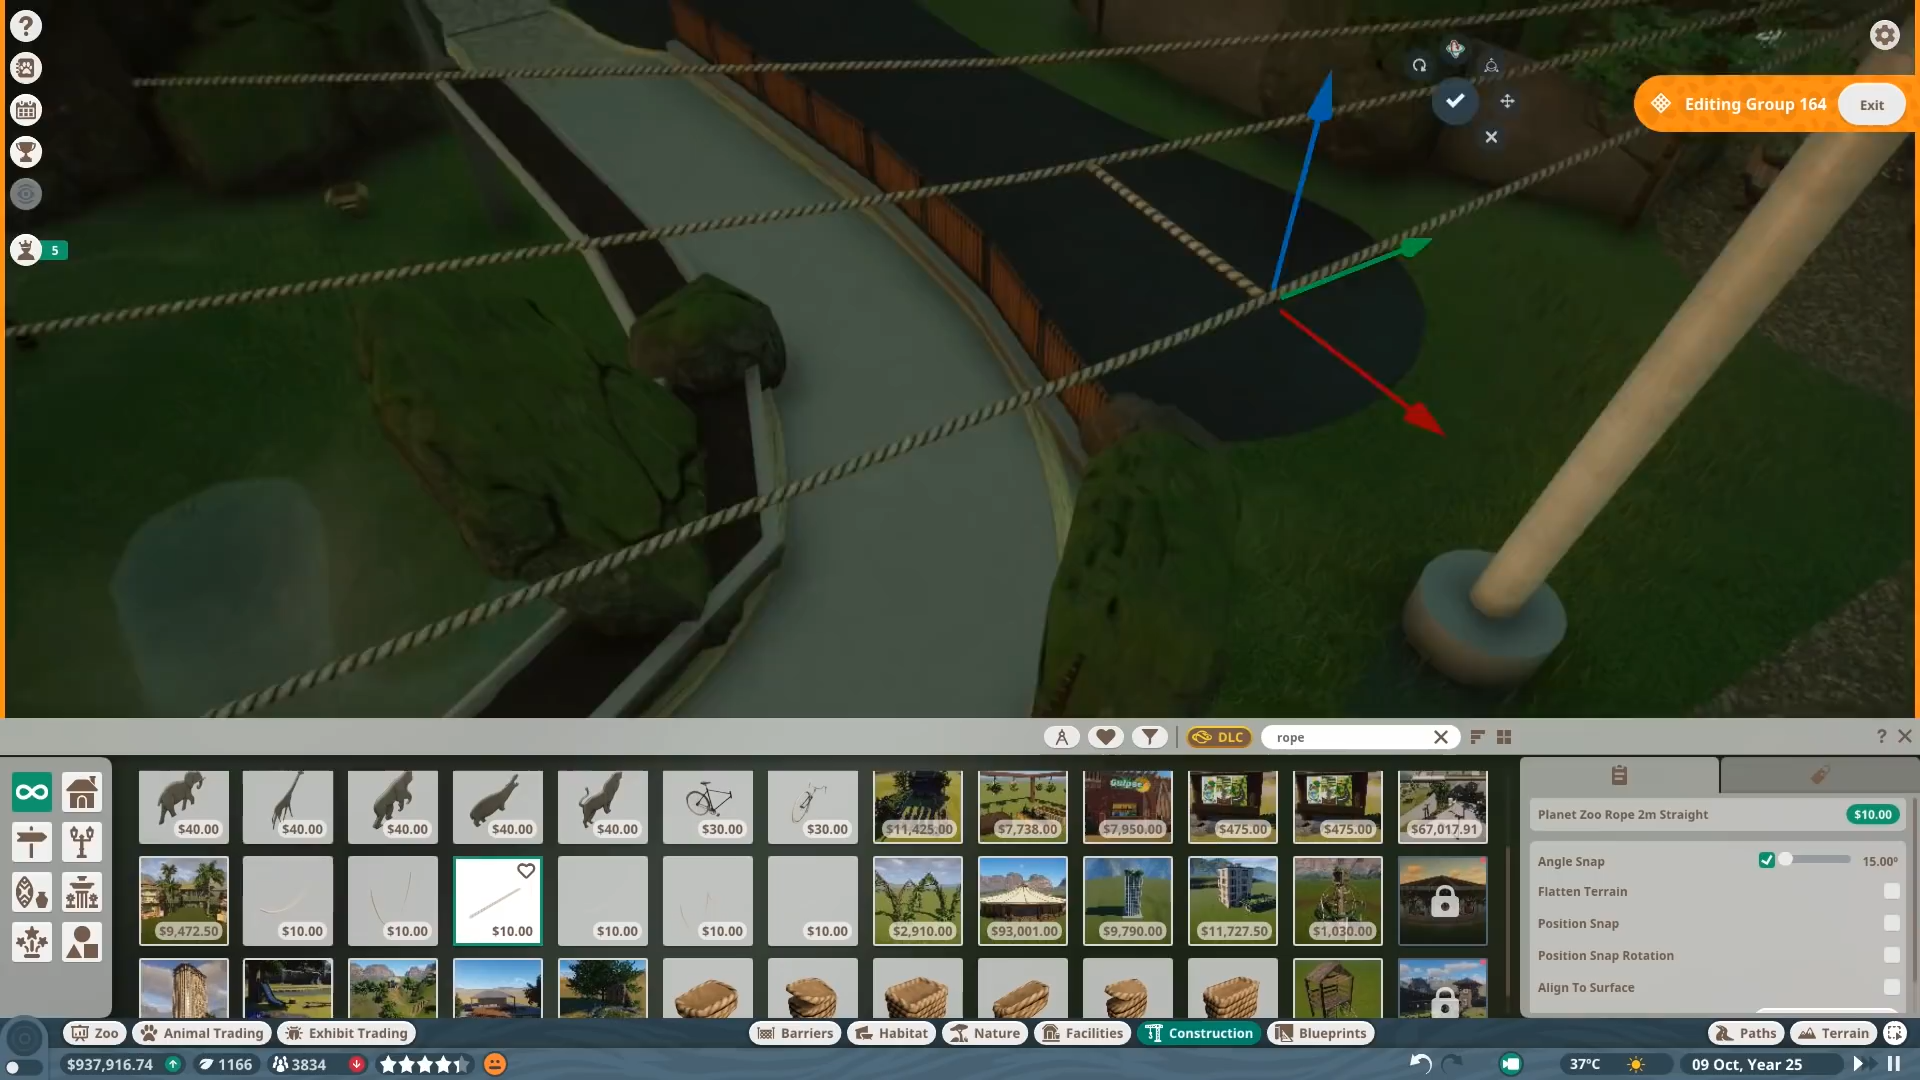 ?
Editing Group 164
Exit
5
DLC
rope
?
$40.00
$40.00
$40.00
$40.00
$40.00
$30.00
$30.00
$11,425.00
$7,738.00
Gulpee
$7,950.00
$475.00
$475.00
$67,017.91
Planet Zoo Rope 2m Straight
$10.00
$9,472.50
$10.00
$10.00
$10.00
$10.00
$10.00
$10.00
$2,910.00
$93,001.00
$9,790.00
$11,727.50
$1,030.00
Angle Snap
15.00°
Flatten Terrain
Position Snap
Position Snap Rotation
Align To Surface
Zoo
Animal Trading
Exhibit Trading
Barriers
Habitat
Nature
Facilities
Construction
Blueprints
Paths
Terrain
$937,916.74
1166
3834
37°C
09 Oct, Year 25